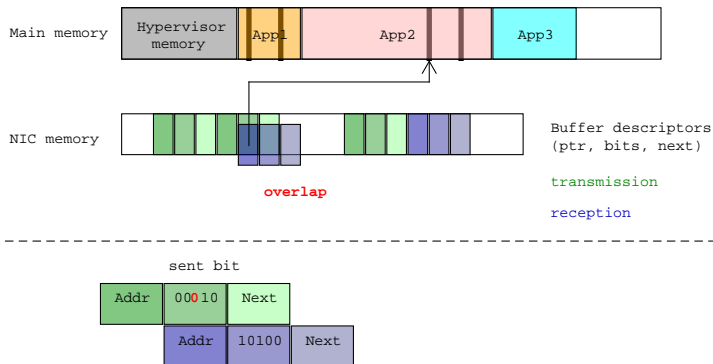 Main memory
Hypervisor
memory
App1
App2
App3
NIC memory
Buffer descriptors
(ptr, bits, next)
overlap
transmission
reception
sent bit
Addr 00010 Next
Addr 10100 Next